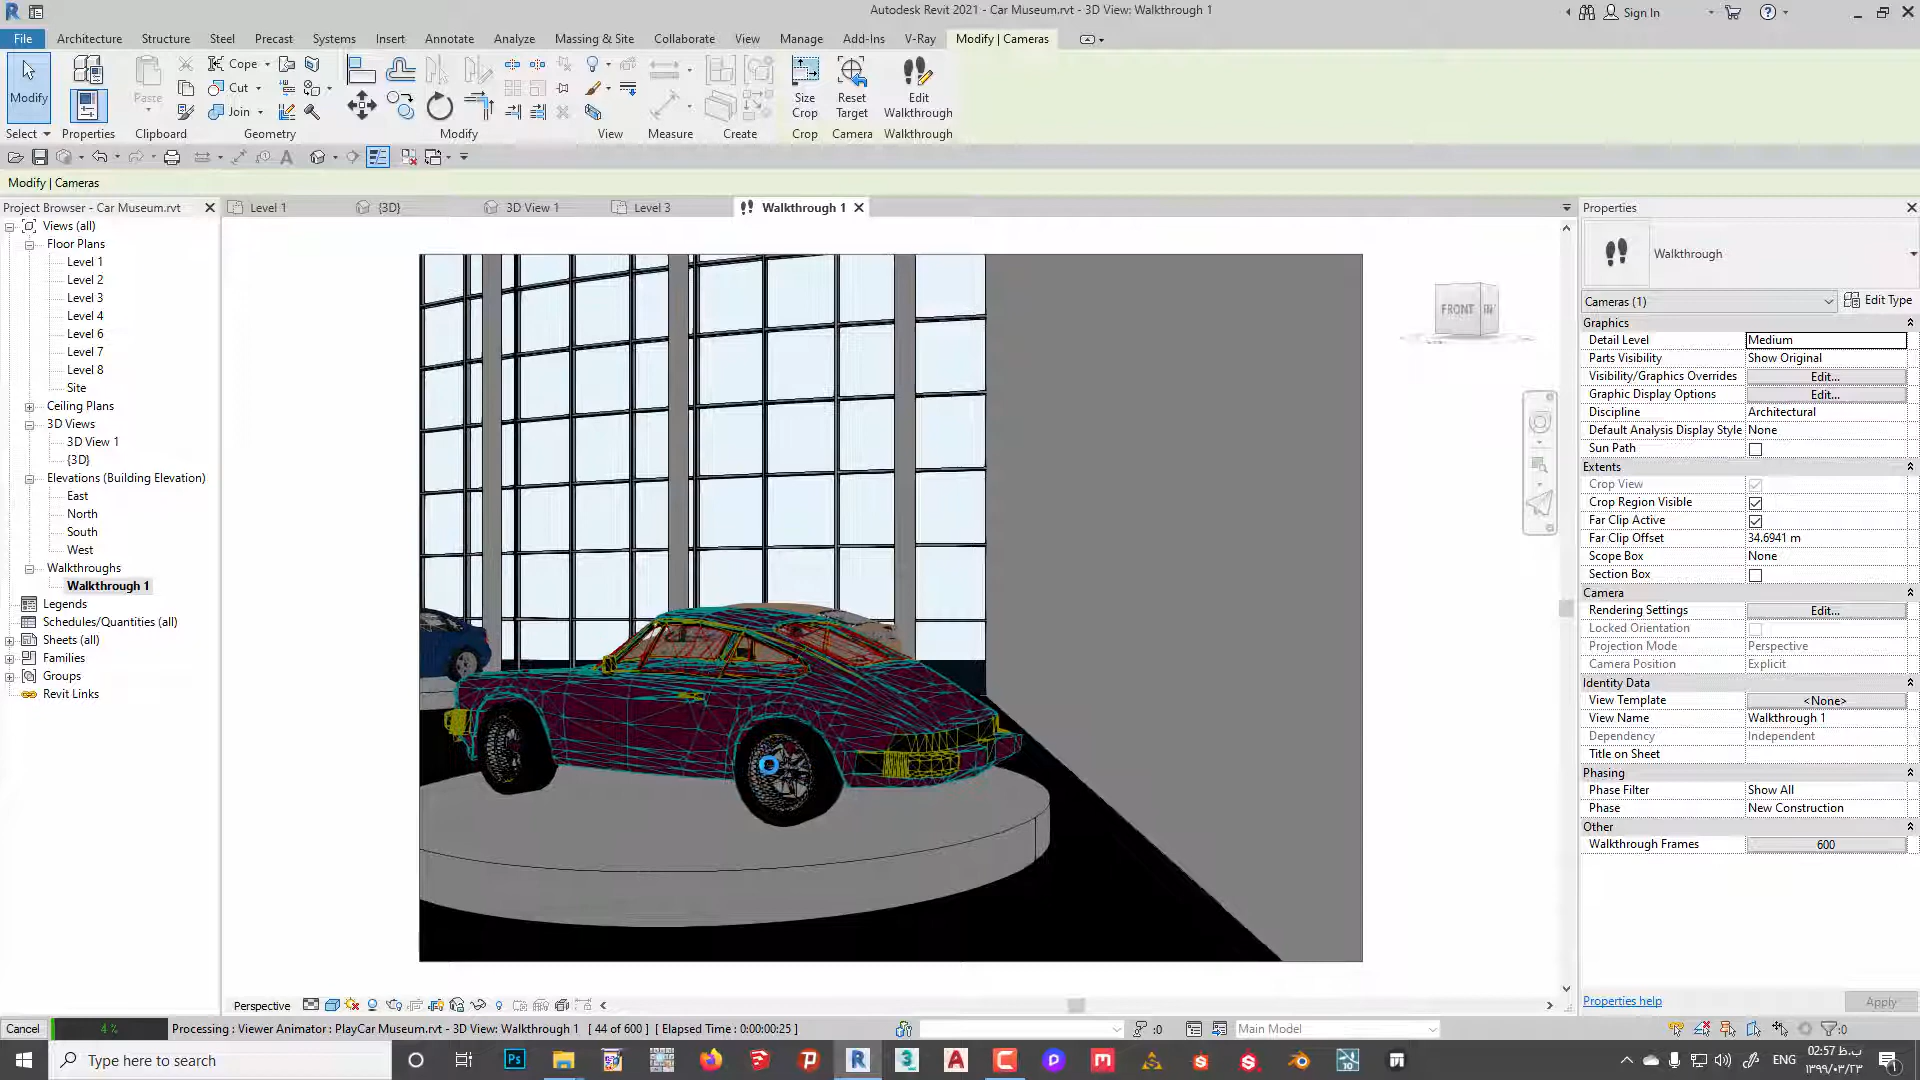 Autodesk Revit 2021 - Car Museum.rvt - 3D View: Walkthrough 1
Sign In
File Architecture Structure Steel Precast Systems Insert Annotate Analyze Massing & Site Collaborate View Manage Add-Ins V-Ray Modify | Cameras
Modify
Paste
Cope
Cut
Join
Size Crop
Reset Target
Edit Walkthrough
Select Properties Clipboard Geometry Modify View Measure Create Crop Camera Walkthrough
Modify | Cameras
Project Browser - Car Museum.rvt
Level 1 {3D} 3D View 1 Level 3 Walkthrough 1
Views (all)
Floor Plans
Level 1
Level 2
Level 3
Level 4
Level 6
Level 7
Level 8
Site
Ceiling Plans
3D Views
3D View 1
{3D}
Elevations (Building Elevation)
East
North
South
West
Walkthroughs
Walkthrough 1
Legends
Schedules/Quantities (all)
Sheets (all)
Families
Groups
Revit Links
FRONT
Properties
Walkthrough
Cameras (1) Edit Type
Graphics
Detail Level Medium
Parts Visibility Show Original
Visibility/Graphics Overrides Edit...
Graphic Display Options Edit...
Discipline Architectural
Default Analysis Display Style None
Sun Path
Extents
Crop View
Crop Region Visible
Far Clip Active
Far Clip Offset 34.6941 m
Scope Box None
Section Box
Camera
Rendering Settings Edit...
Locked Orientation
Projection Mode Perspective
Camera Position Explicit
Identity Data
View Template <None>
View Name Walkthrough 1
Dependency Independent
Title on Sheet
Phasing
Phase Filter Show All
Phase New Construction
Other
Walkthrough Frames 600
Properties help Apply
Perspective
Cancel 4 % Processing : Viewer Animator : PlayCar Museum.rvt - 3D View: Walkthrough 1 [ 44 of 600 ] [ Elapsed Time : 0:00:00:25 ] :0 Main Model :0
Type here to search
ENG
02:57 ب.ظ
۱۳۹۹/۰۳/۲۳